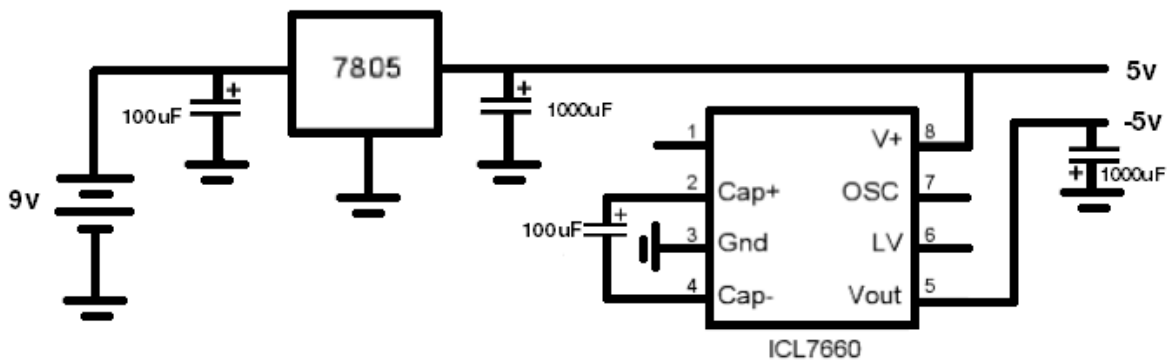 7805
5v
+
100uF
+
1000uF
-5v
+
1000uF
9v
1
V+
8
2
Cap+
OSC
7
+
100uF
3
Gnd
LV
6
4
Cap-
Vout
5
ICL7660